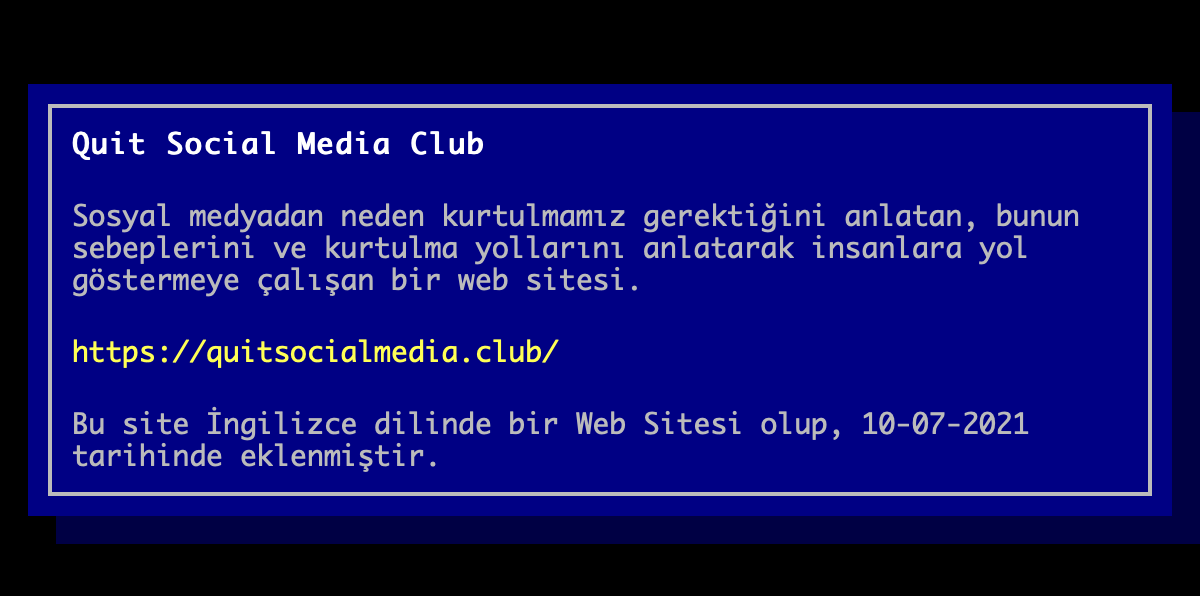 Quit Social Media Club
Sosyal medyadan neden kurtulmamız gerektiğini anlatan, bunun
sebeplerini ve kurtulma yollarını anlatarak insanlara yol
göstermeye çalışan bir web sitesi.
https://quitsocialmedia.club/
Bu site İngilizce dilinde bir Web Sitesi olup, 10-07-2021
tarihinde eklenmiştir.